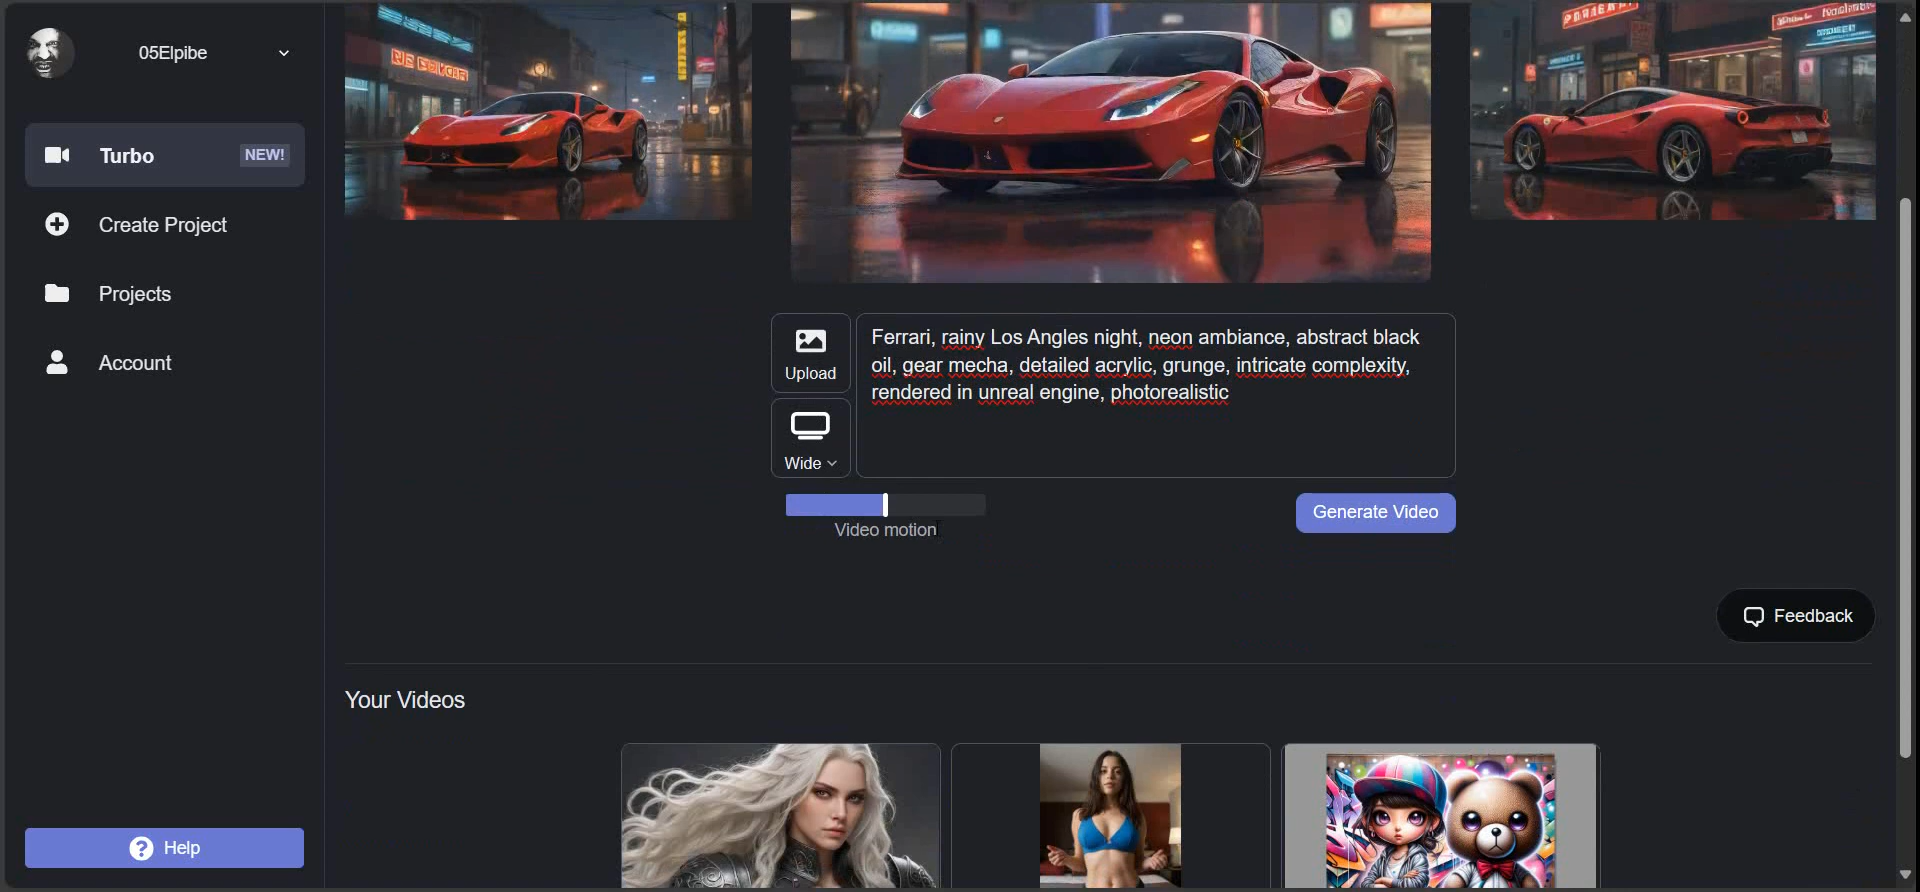 05Elpibe
Turbo
NEW!
Create Project
Projects
Account
Help
Upload
Wide
Ferrari, rainy Los Angles night, neon ambiance, abstract black
oil, gear mecha, detailed acrylic, grunge, intricate complexity,
rendered in unreal engine, photorealistic
Video motion
Generate Video
Feedback
Your Videos